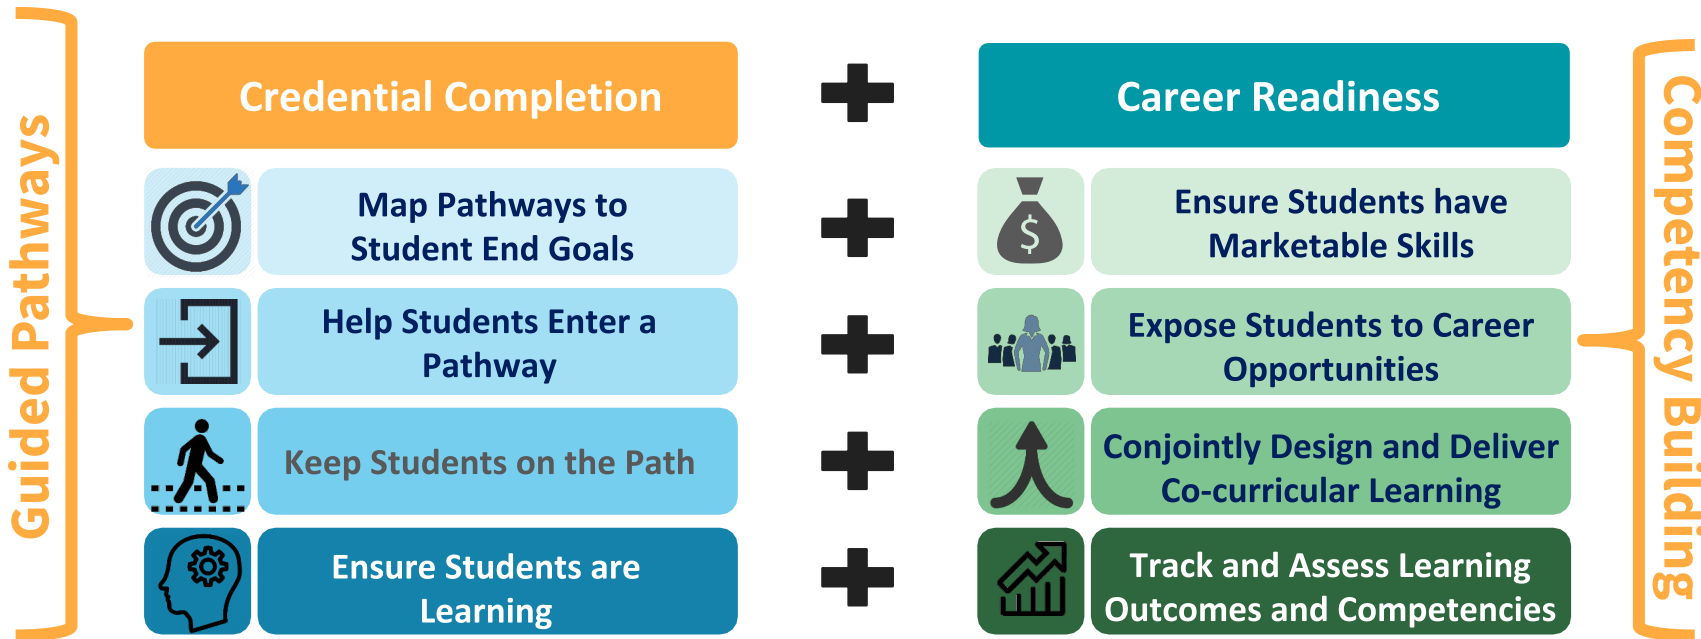 Guided Pathways
Credential Completion
Map Pathways to
Student End Goals
Help Students Enter a
Pathway
Keep Students on the Path
Ensure Students are
Learning
Career Readiness
$
Ensure Students have
Marketable Skills
Expose Students to Career
Opportunities
Conjointly Design and Deliver
Co-curricular Learning
Track and Assess Learning
Outcomes and Competencies
Competency Building